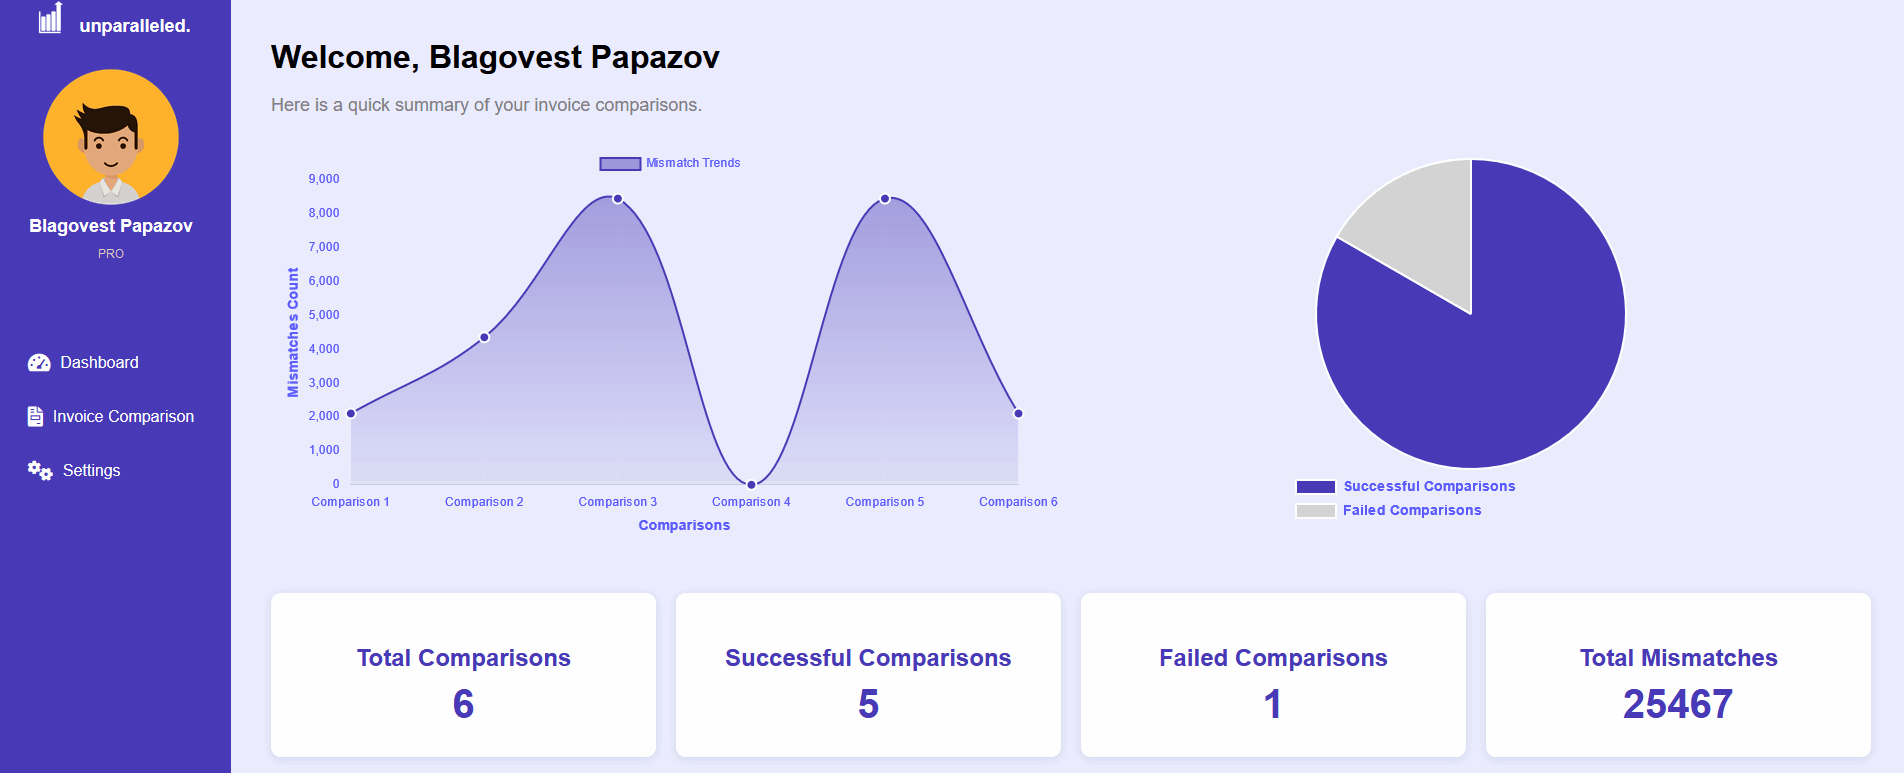 unparalleled.
Blagovest Papazov
PRO
Dashboard
Invoice Comparison
Settings
Welcome, Blagovest Papazov
Here is a quick summary of your invoice comparisons.
Mismatch Trends
Mismatches Count
9,000
8,000
7,000
6,000
5,000
4,000
3,000
2,000
1,000
0
Comparison 1 Comparison 2 Comparison 3 Comparison 4 Comparison 5 Comparison 6
Comparisons
Successful Comparisons
Failed Comparisons
Total Comparisons
6
Successful Comparisons
5
Failed Comparisons
1
Total Mismatches
25467